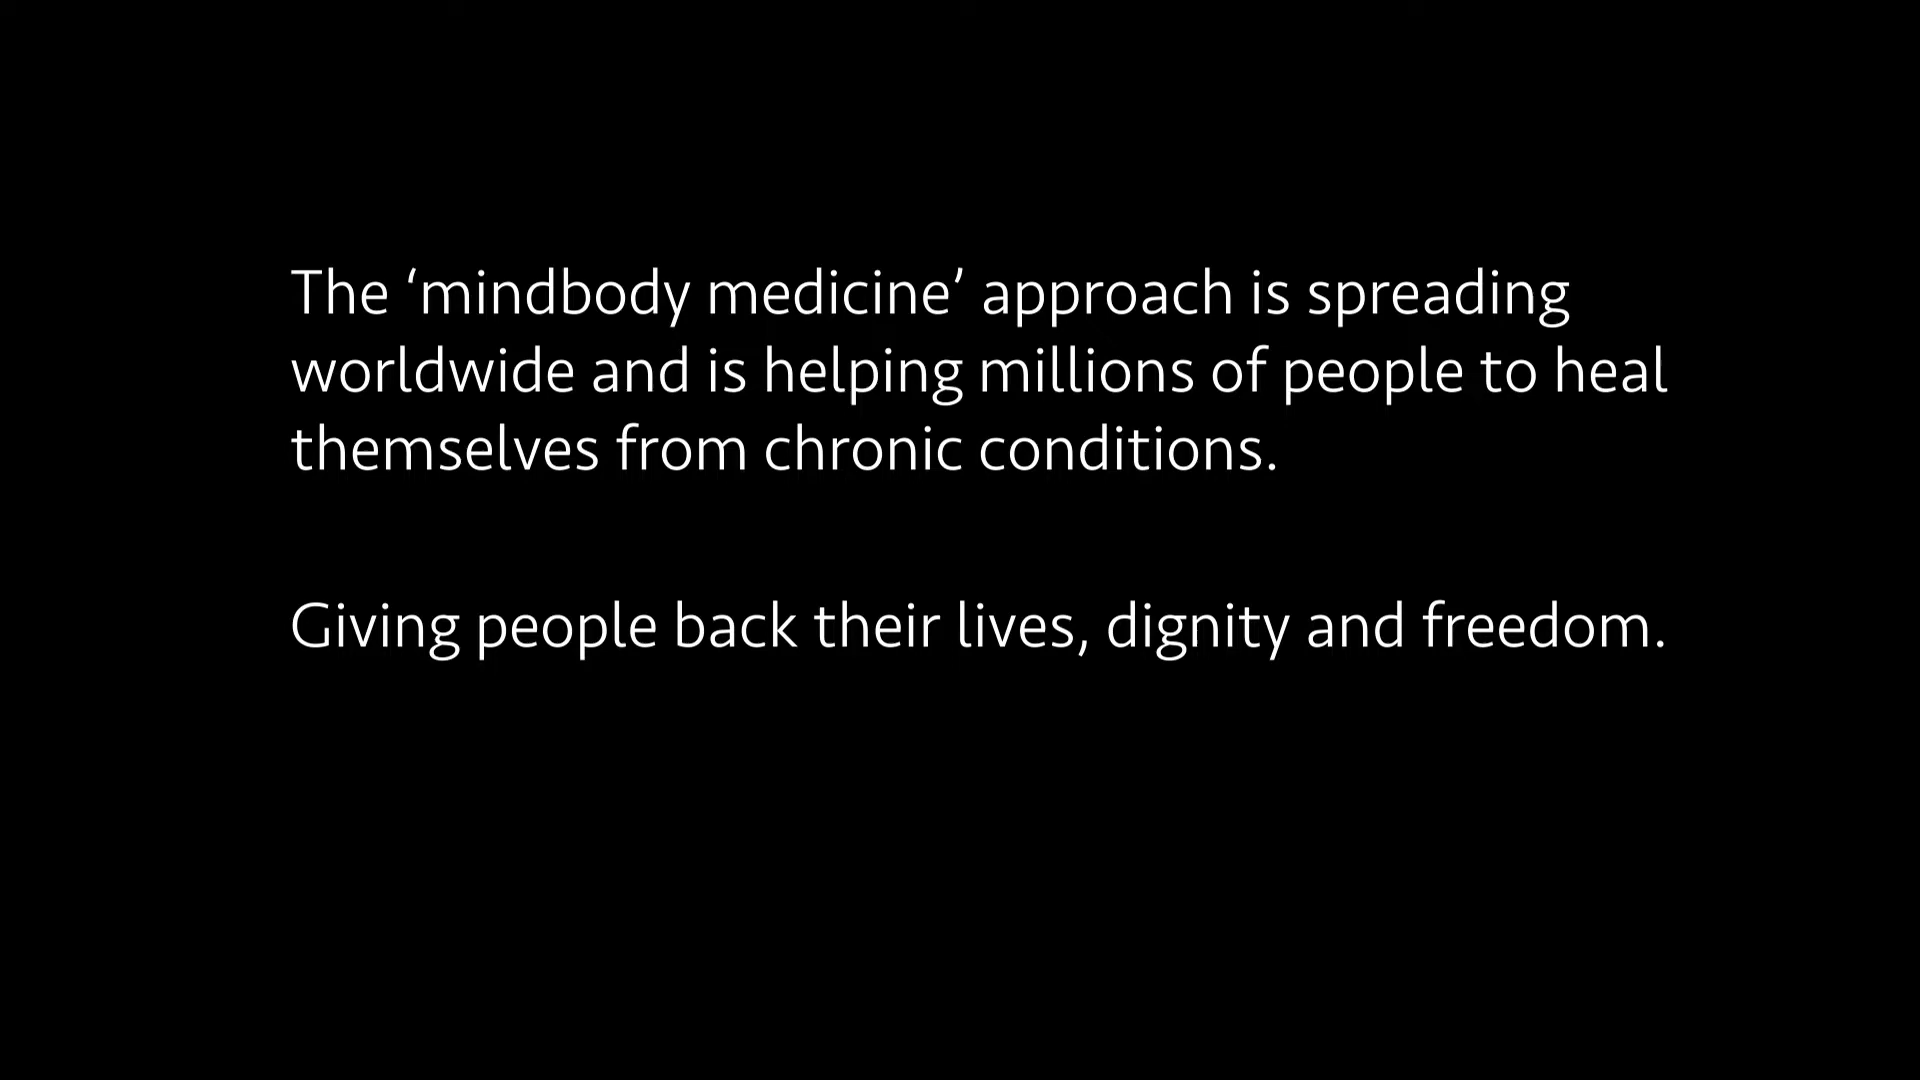 The ‘mindbody medicine’ approach is spreading
worldwide and is helping millions of people to heal
themselves from chronic conditions.
Giving people back their lives, dignity and freedom.